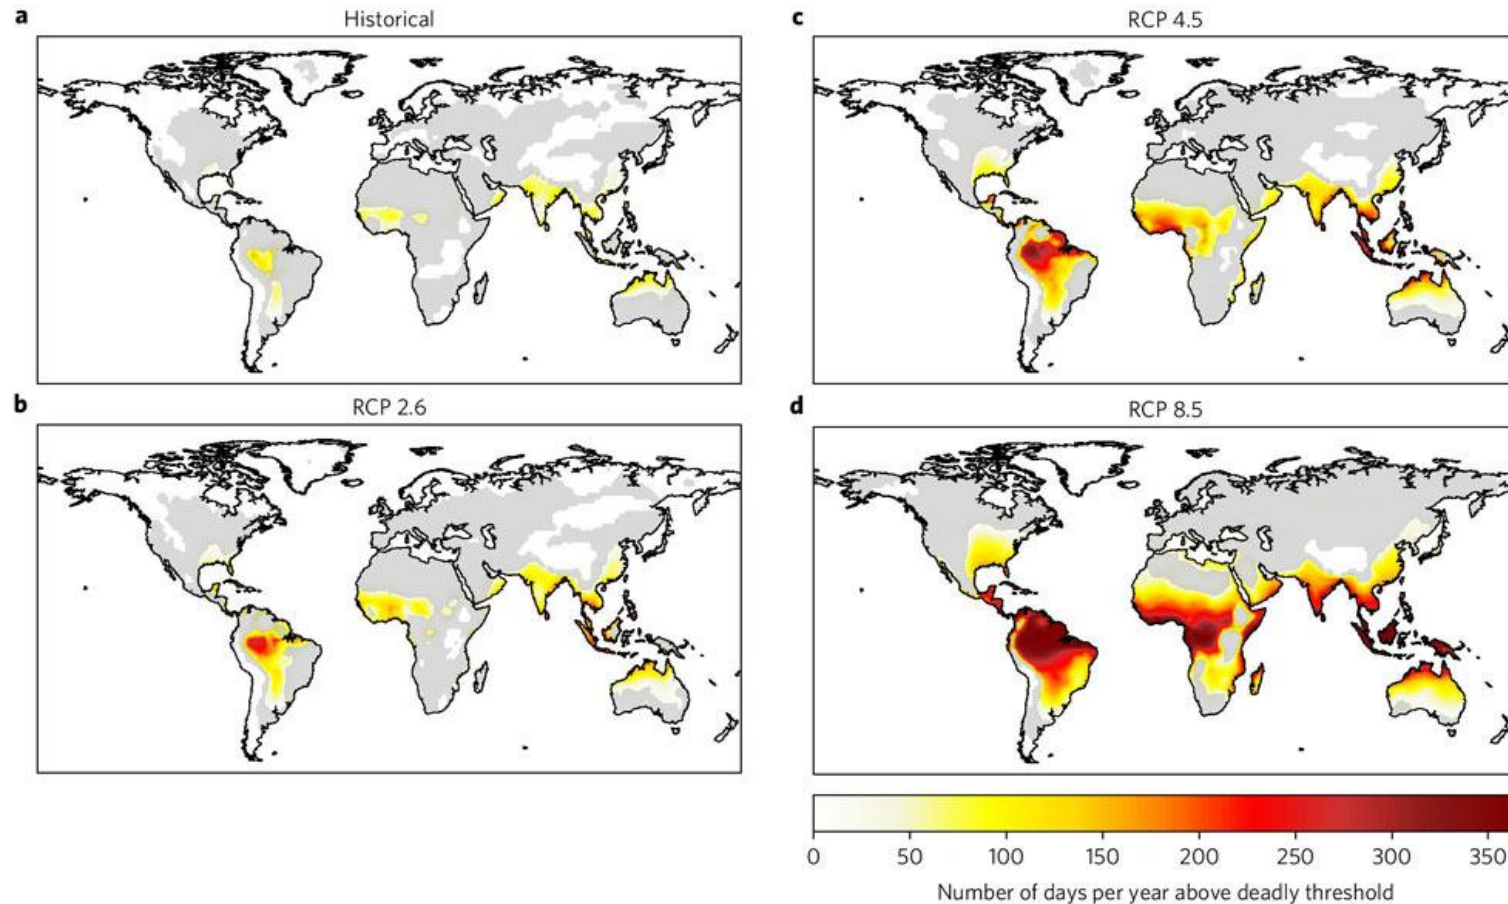 a
Historical
b
RCP 2.6
c
RCP 4.5
d
RCP 8.5
0 50 100 150 200 250 300 350
Number of days per year above deadly threshold